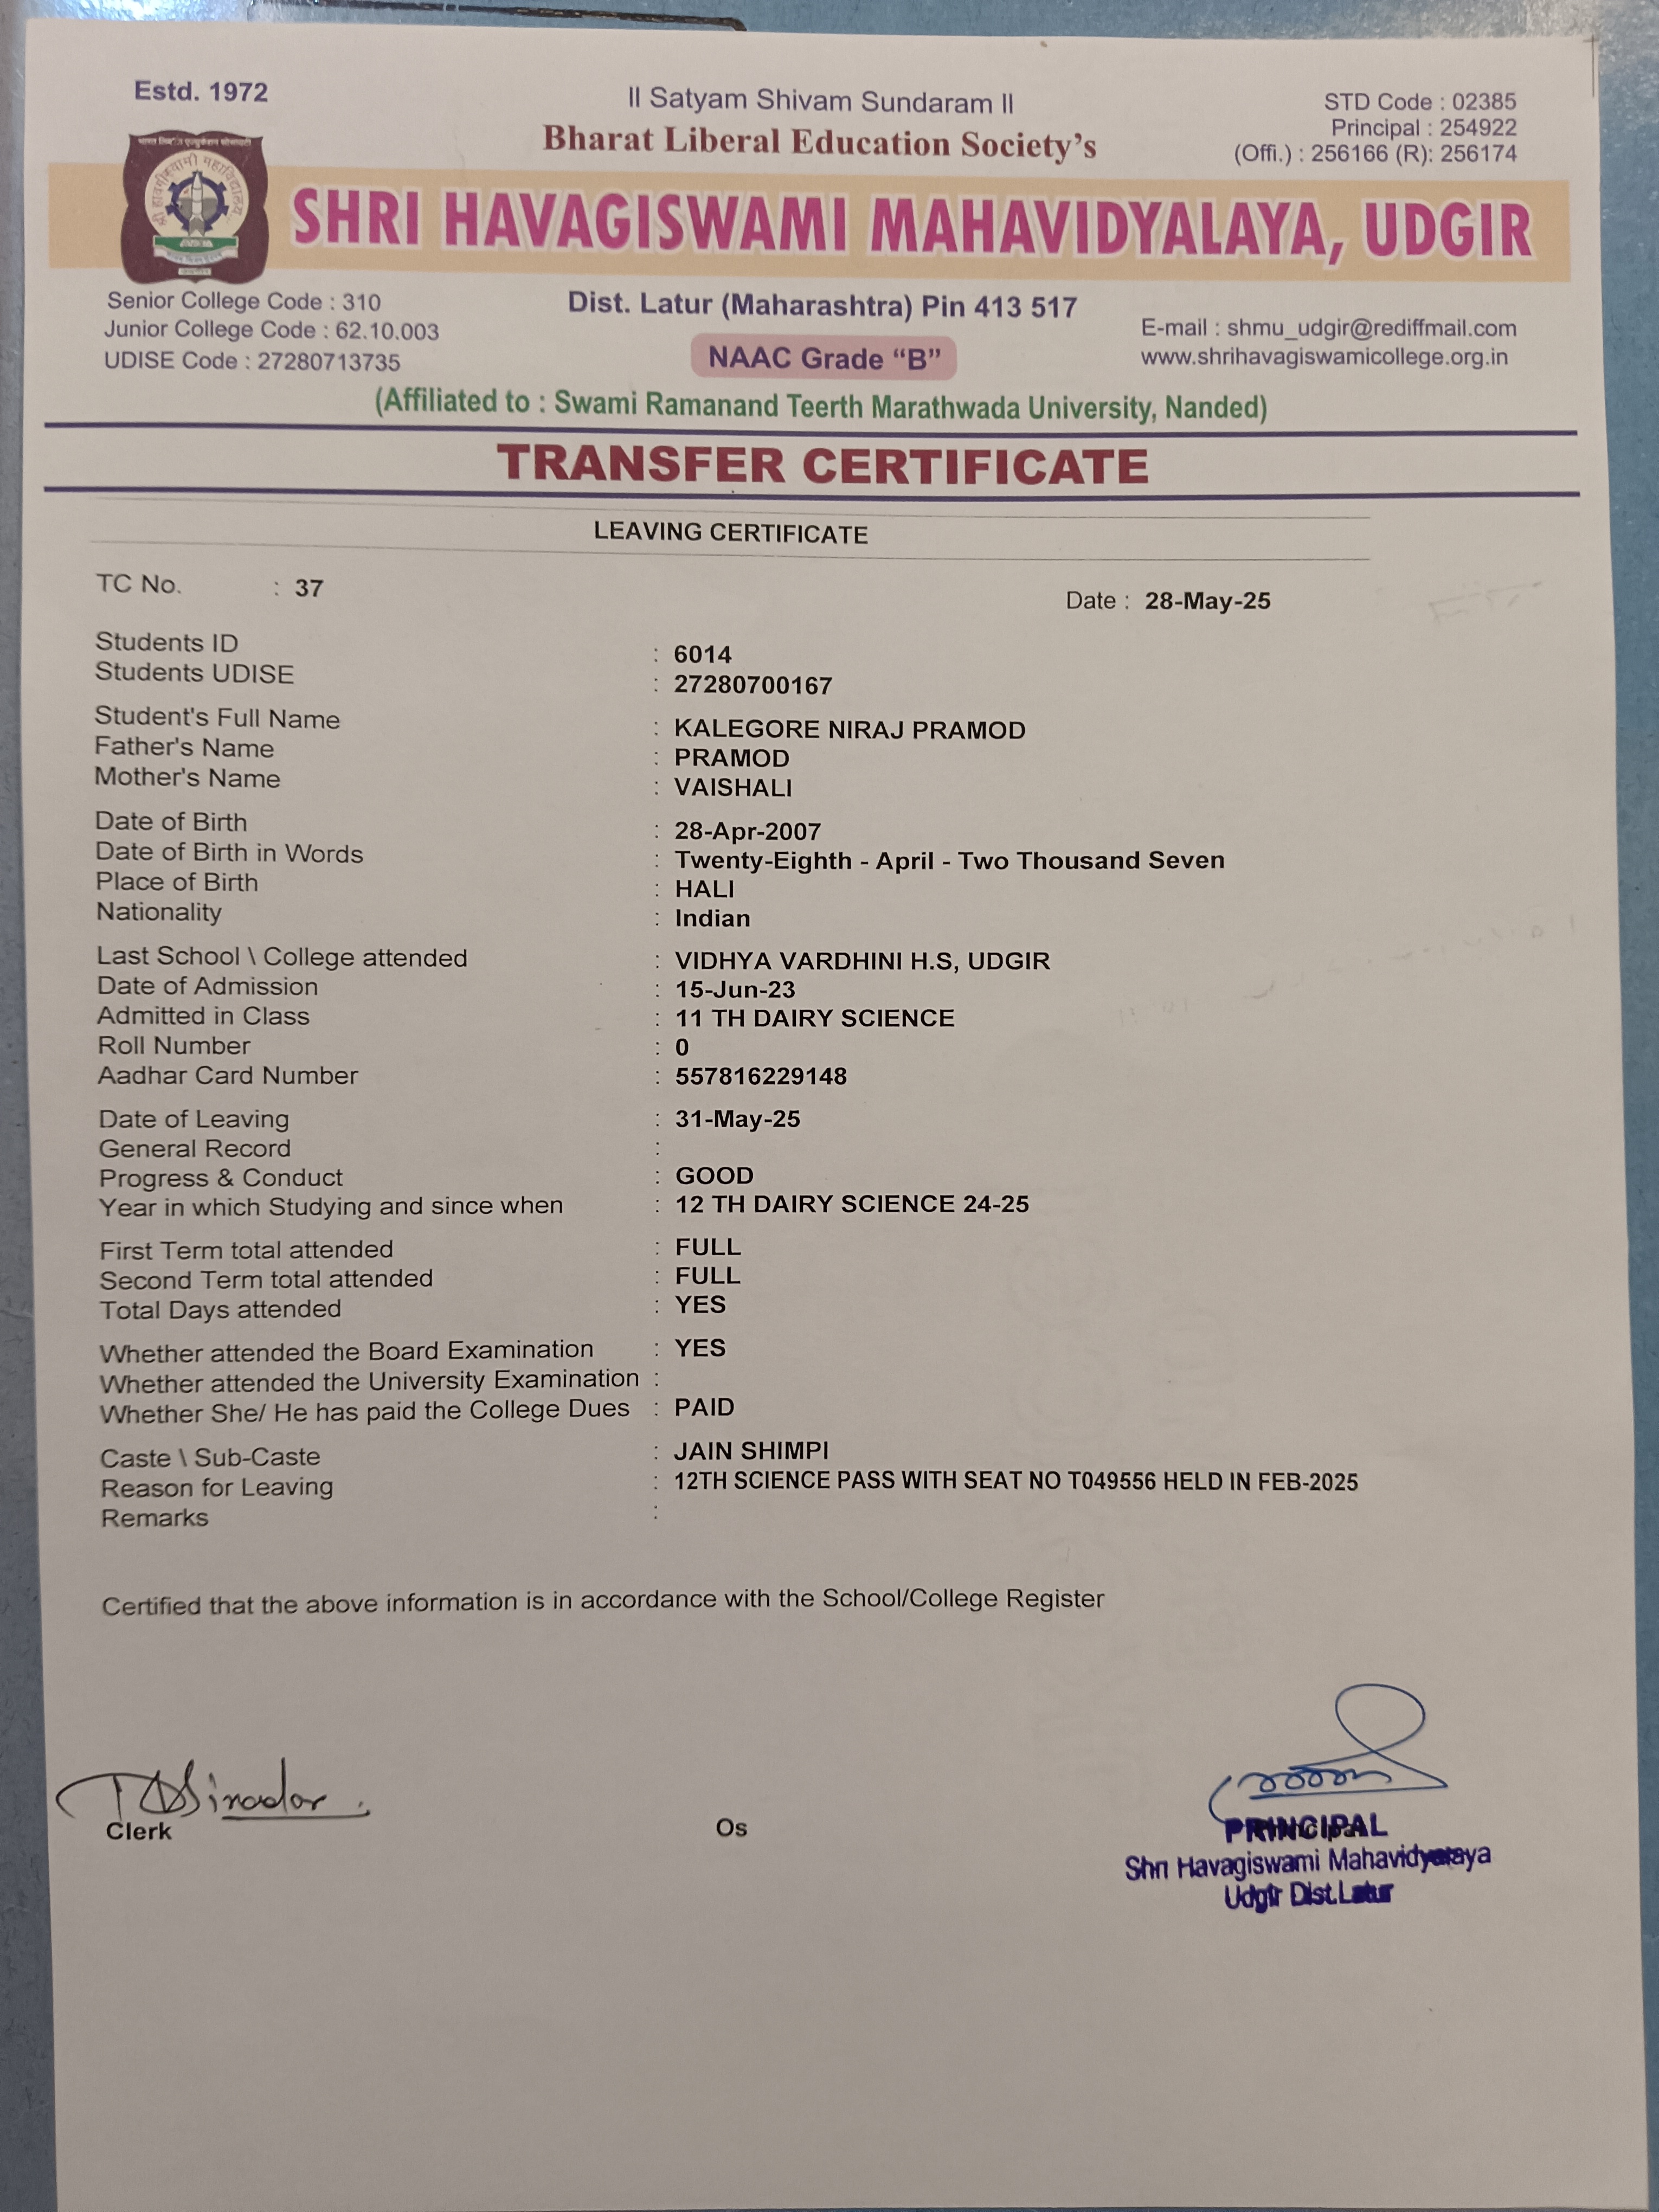 Estd. 1972
II Satyam Shivam Sundaram II
Bharat Liberal Education Society's
STD Code : 02385
Principal : 254922
(Offi.) : 256166 (R): 256174
SHRI HAVAGISWAMI MAHAVIDYALAYA, UDGIR
Senior College Code : 310
Junior College Code : 62.10.003
UDISE Code : 27280713735
Dist. Latur (Maharashtra) Pin 413 517
NAAC Grade “B”
E-mail : shmu_udgir@rediffmail.com
www.shrihavagiswamicollege.org.in
(Affiliated to : Swami Ramanand Teerth Marathwada University, Nanded)
TRANSFER CERTIFICATE
LEAVING CERTIFICATE
TC No. : 37
Date : 28-May-25
Students ID : 6014
Students UDISE : 27280700167
Student's Full Name : KALEGORE NIRAJ PRAMOD
Father's Name : PRAMOD
Mother's Name : VAISHALI
Date of Birth : 28-Apr-2007
Date of Birth in Words : Twenty-Eighth - April - Two Thousand Seven
Place of Birth : HALI
Nationality : Indian
Last School \ College attended : VIDHYA VARDHINI H.S, UDGIR
Date of Admission : 15-Jun-23
Admitted in Class : 11 TH DAIRY SCIENCE
Roll Number : 0
Aadhar Card Number : 557816229148
Date of Leaving : 31-May-25
General Record :
Progress & Conduct : GOOD
Year in which Studying and since when : 12 TH DAIRY SCIENCE 24-25
First Term total attended : FULL
Second Term total attended : FULL
Total Days attended : YES
Whether attended the Board Examination : YES
Whether attended the University Examination :
Whether She/ He has paid the College Dues : PAID
Caste \ Sub-Caste : JAIN SHIMPI
Reason for Leaving : 12TH SCIENCE PASS WITH SEAT NO T049556 HELD IN FEB-2025
Remarks :
Certified that the above information is in accordance with the School/College Register
Clerk
Os
PRINCIPAL
Shri Havagiswami Mahavidyalaya
Udgir Dist.Latur